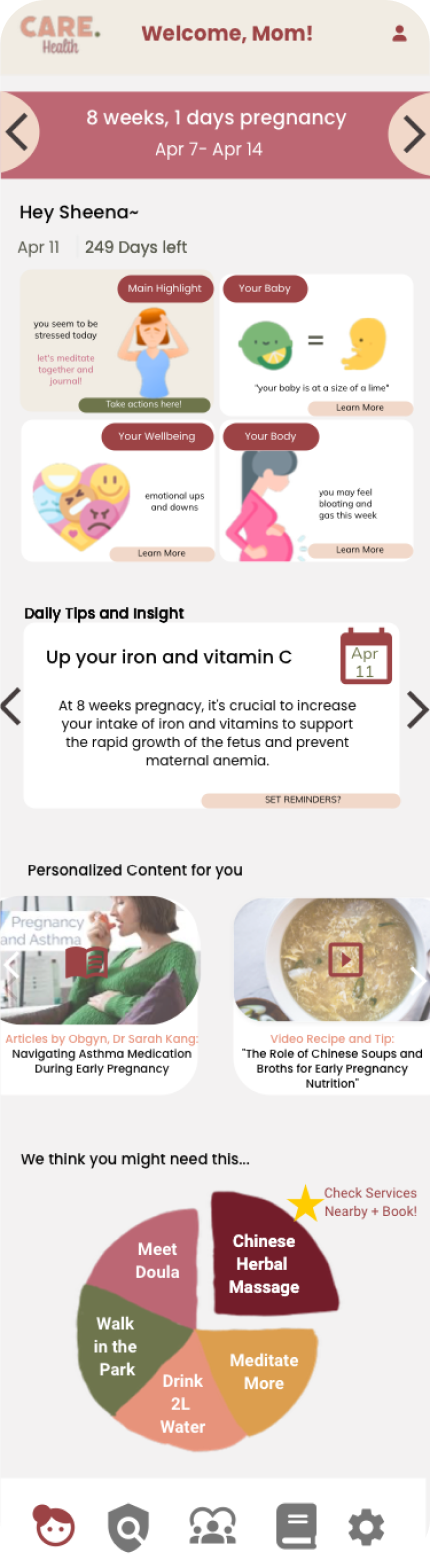 CARE.
Health
Welcome, Mom!
8 weeks, 1 days pregnancy
Apr 7- Apr 14
Hey Sheena~
Apr 11
249 Days left
Main Highlight
you seem to be
stressed today
let's meditate
together and
journal!
Take actions here!
Your Baby
=
"your baby is at a size of a lime"
Learn More
Your Wellbeing
emotional ups
and downs
Learn More
Your Body
you may feel
bloating and
gas this week
Learn More
Daily Tips and Insight
Up your iron and vitamin C
Apr
11
At 8 weeks pregnacy, it's crucial to increase
your intake of iron and vitamins to support
the rapid growth of the fetus and prevent
maternal anemia.
SET REMINDERS?
Personalized Content for you
Pregnancy
and Asthma
Articles by Obgyn, Dr Sarah Kang:
Navigating Asthma Medication
During Early Pregnancy
Video Recipe and Tip:
"The Role of Chinese Soups and
Broths for Early Pregnancy
Nutrition"
We think you might need this...
Check Services
Nearby + Book!
Meet
Doula
Chinese
Herbal
Massage
Walk
in the
Park
Meditate
More
Drink
2L
Water